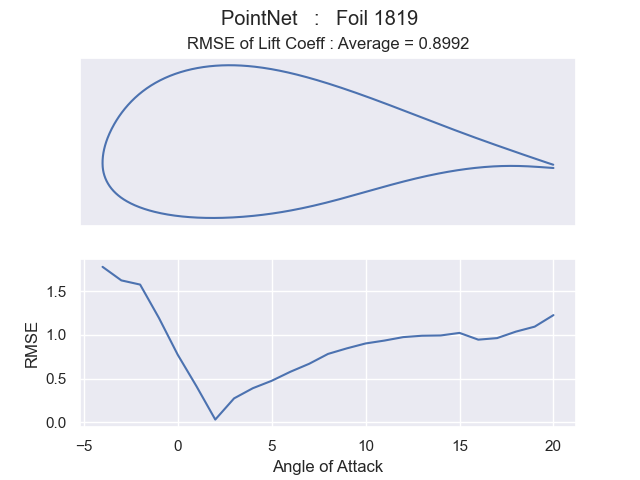 PointNet : Foil 1819
RMSE of Lift Coeff : Average = 0.8992
1.5
1.0
0.5
0.0
RMSE
−5 0 5 10 15 20
Angle of Attack